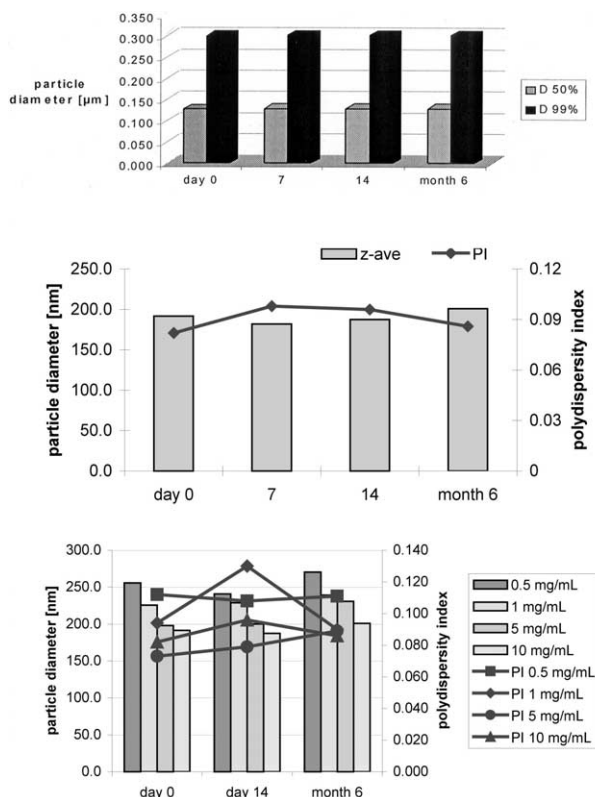 0.350
0.300
0.250
0.200
0.150
0.100
0.050
0.000
particle
diameter [µm]
day 0 7 14 month 6
D 50%
D 99%
z-ave PI
250.0
200.0
150.0
100.0
50.0
0.0
particle diameter [nm]
0.12
0.09
0.06
0.03
0
polydispersity index
day 0 7 14 month 6
300.0
250.0
200.0
150.0
100.0
50.0
0.0
particle diameter [nm]
0.140
0.120
0.100
0.080
0.060
0.040
0.020
0.000
polydispersity index
day 0 day 14 month 6
0.5 mg/mL
1 mg/mL
5 mg/mL
10 mg/mL
PI 0.5 mg/mL
PI 1 mg/mL
PI 5 mg/mL
PI 10 mg/mL